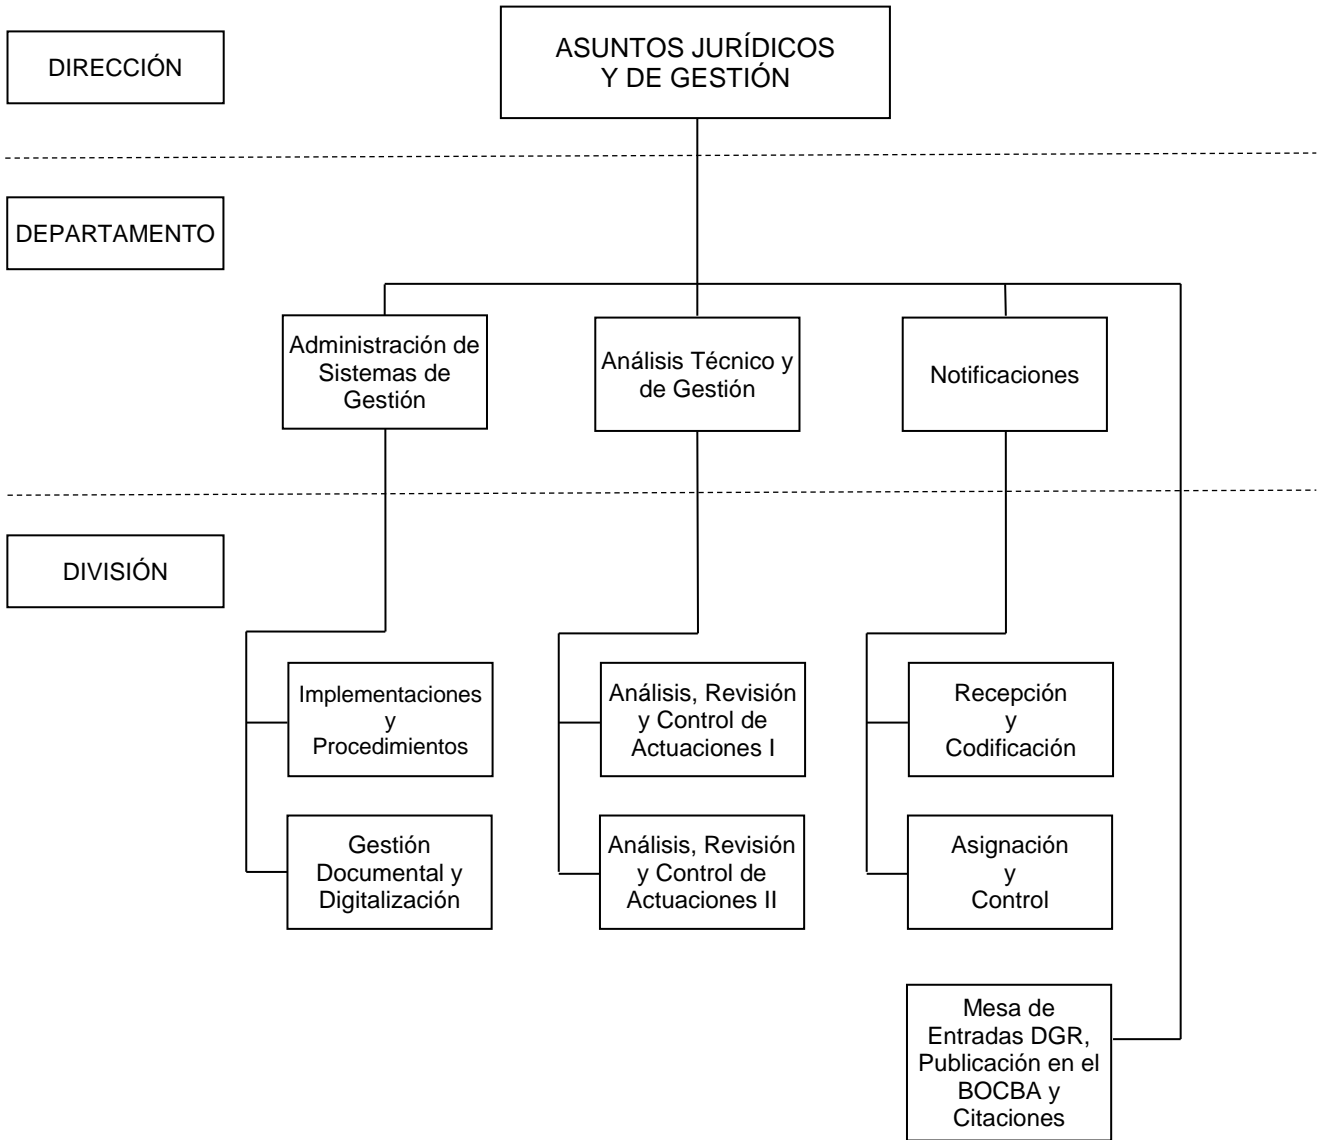 DIRECCIÓN
ASUNTOS JURÍDICOS
Y DE GESTIÓN
DEPARTAMENTO
Administración de
Sistemas de
Gestión
Análisis Técnico y
de Gestión
Notificaciones
DIVISIÓN
Implementaciones
y
Procedimientos
Análisis, Revisión
y Control de
Actuaciones I
Recepción
y
Codificación
Gestión
Documental y
Digitalización
Análisis, Revisión
y Control de
Actuaciones II
Asignación
y
Control
Mesa de
Entradas DGR,
Publicación en el
BOCBA y
Citaciones